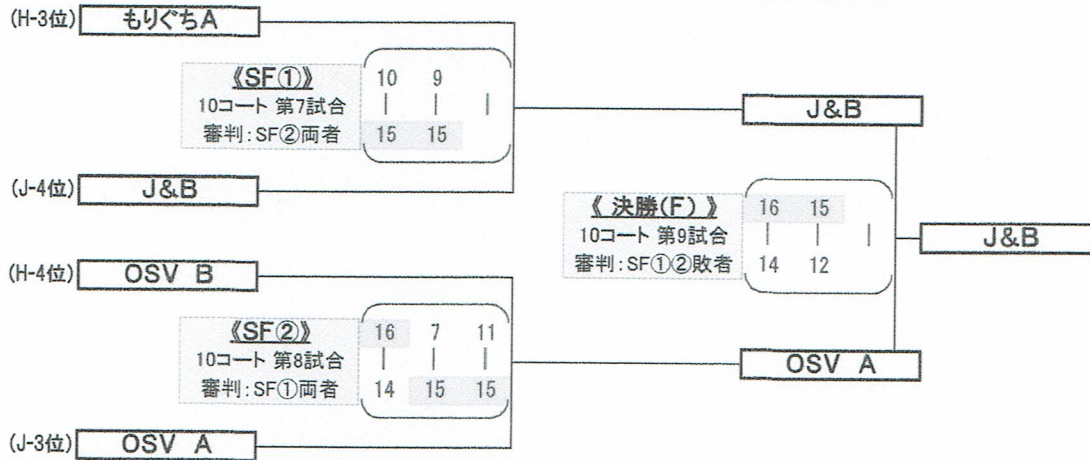 (H-3位) もりぐちA
《SF①》 10 9
10コート 第7試合 | | |
審判:SF②両者 15 15
J&B
(J-4位) J&B
《 決勝(F) 》 16 15
10コート 第9試合 | | |
審判:SF①②敗者 14 12
J&B
(H-4位) OSV B
《SF②》 16 7 11
10コート 第8試合 | | |
審判:SF①両者 14 15 15
OSV A
(J-3位) OSV A